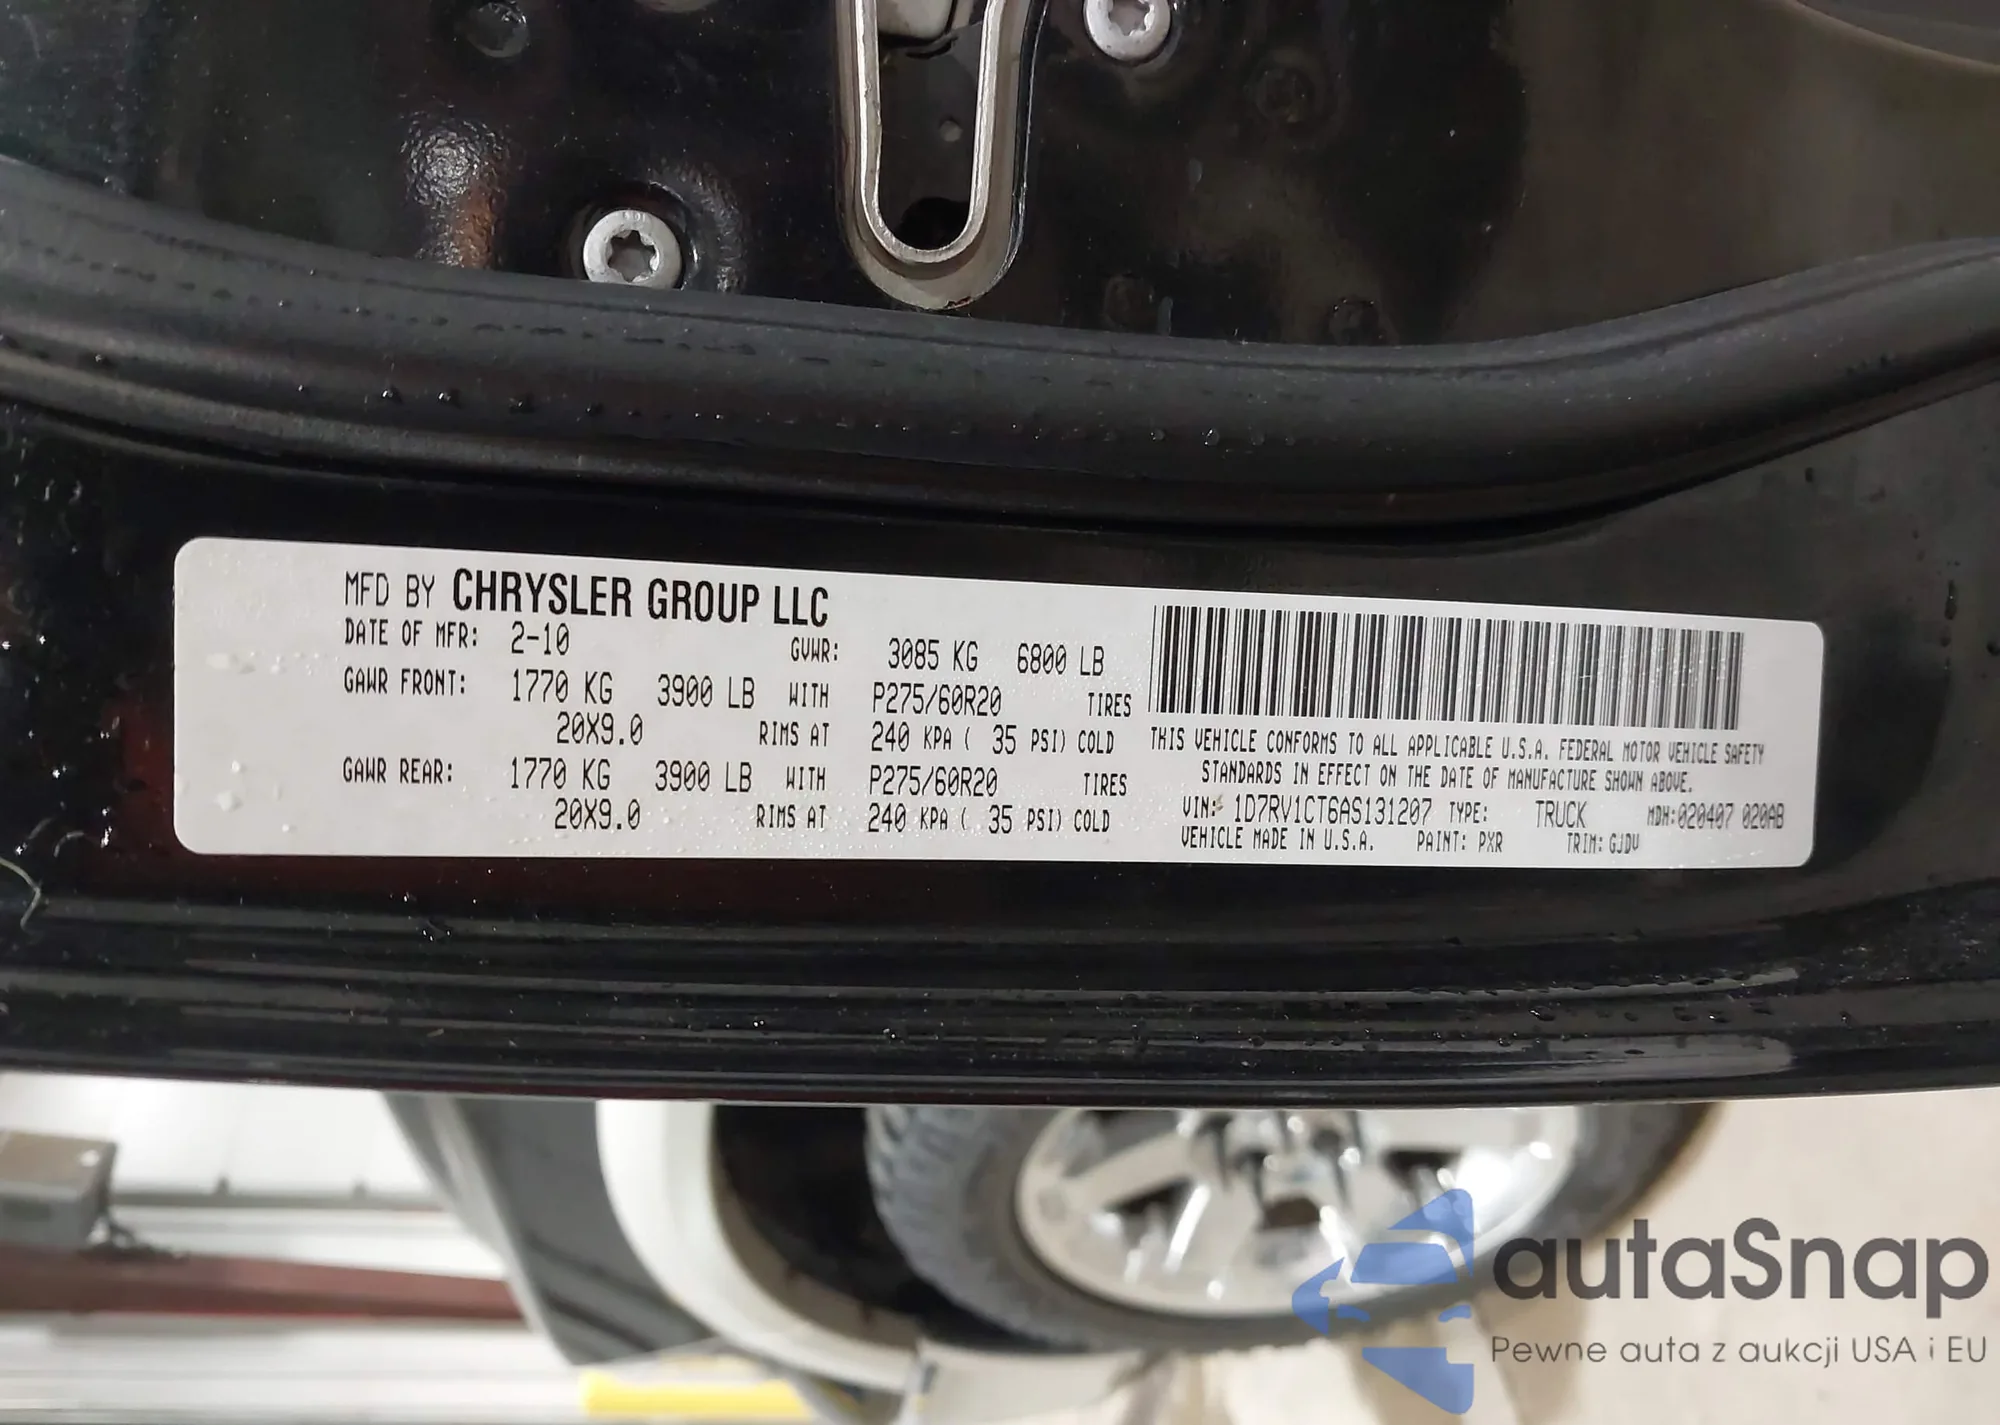 MFD BY CHRYSLER GROUP LLC
DATE OF MFR: 2-10 GVWR: 3085 KG 6800 LB
GAWR FRONT: 1770 KG 3900 LB WITH P275/60R20 TIRES
20X9.0 RIMS AT 240 KPA ( 35 PSI) COLD
GAWR REAR: 1770 KG 3900 LB WITH P275/60R20 TIRES
20X9.0 RIMS AT 240 KPA ( 35 PSI) COLD
THIS VEHICLE CONFORMS TO ALL APPLICABLE U.S.A. FEDERAL MOTOR VEHICLE SAFETY
STANDARDS IN EFFECT ON THE DATE OF MANUFACTURE SHOWN ABOVE.
VIN: 1D7RV1CT6AS131207 TYPE: TRUCK MDH:020407 020AB
VEHICLE MADE IN U.S.A. PAINT: PXR TRIM: GJDV
autaSnap
Pewne auta z aukcji USA i EU